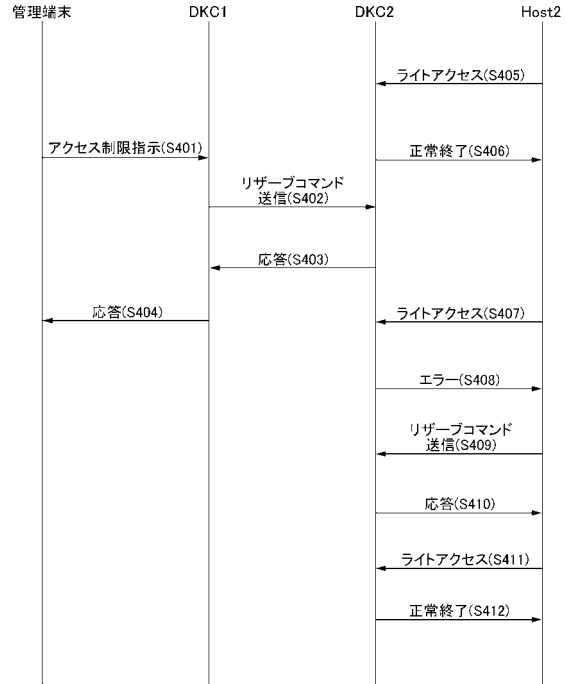 管理端末
DKC1
DKC2
Host2
ライトアクセス(S405)
アクセス制限指示(S401)
正常終了(S406)
リザーブコマンド
送信(S402)
応答(S403)
応答(S404)
ライトアクセス(S407)
エラー(S408)
リザーブコマンド
送信(S409)
応答(S410)
ライトアクセス(S411)
正常終了(S412)